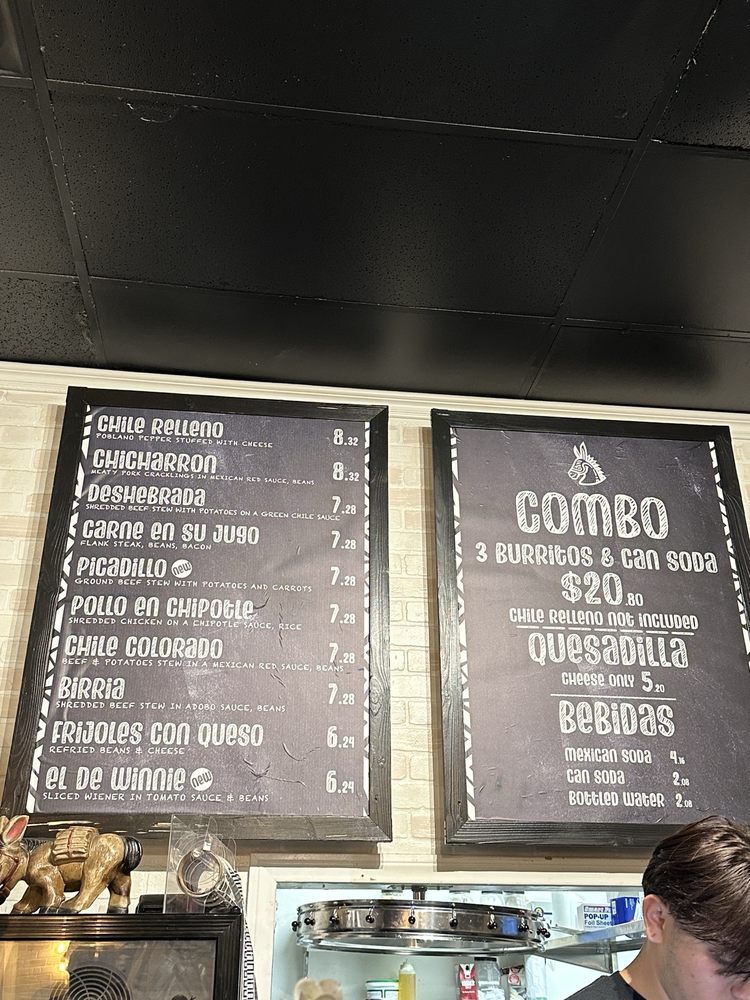 CHILE RELLENO 8.32
POBLANO PEPPER STUFFED WITH CHEESE
CHICHARRON 8.32
MEATY PORK CRACKLINGS IN MEXICAN RED SAUCE, BEANS
DESHEBRADA 7.28
SHREDDED BEEF STEW WITH POTATOES ON A GREEN CHILE SAUCE
CARNE EN SU JUGO 7.28
FLANK STEAK, BEANS, BACON
PICADILLO new 7.28
GROUND BEEF STEW WITH POTATOES AND CARROTS
POLLO EN CHIPOTLE 7.28
SHREDDED CHICKEN ON A CHIPOTLE SAUCE, RICE
CHILE COLORADO 7.28
BEEF & POTATOES STEW IN A MEXICAN RED SAUCE, BEANS
BIRRIA 7.28
SHREDDED BEEF STEW IN ADOBO SAUCE, BEANS
FRIJOLES CON QUESO 6.24
REFRIED BEANS & CHEESE
EL DE WINNIE new 6.24
SLICED WIENER IN TOMATO SAUCE & BEANS
COMBO
3 BURRITOS & CAN SODA
$20.80
CHILE RELLENO NOT INCLUDED
QUESADILLA
CHEESE ONLY 5.20
BEBIDAS
MEXICAN SODA 4.16
CAN SODA 2.08
BOTTLED WATER 2.08
POP-UP
Foil Sheets